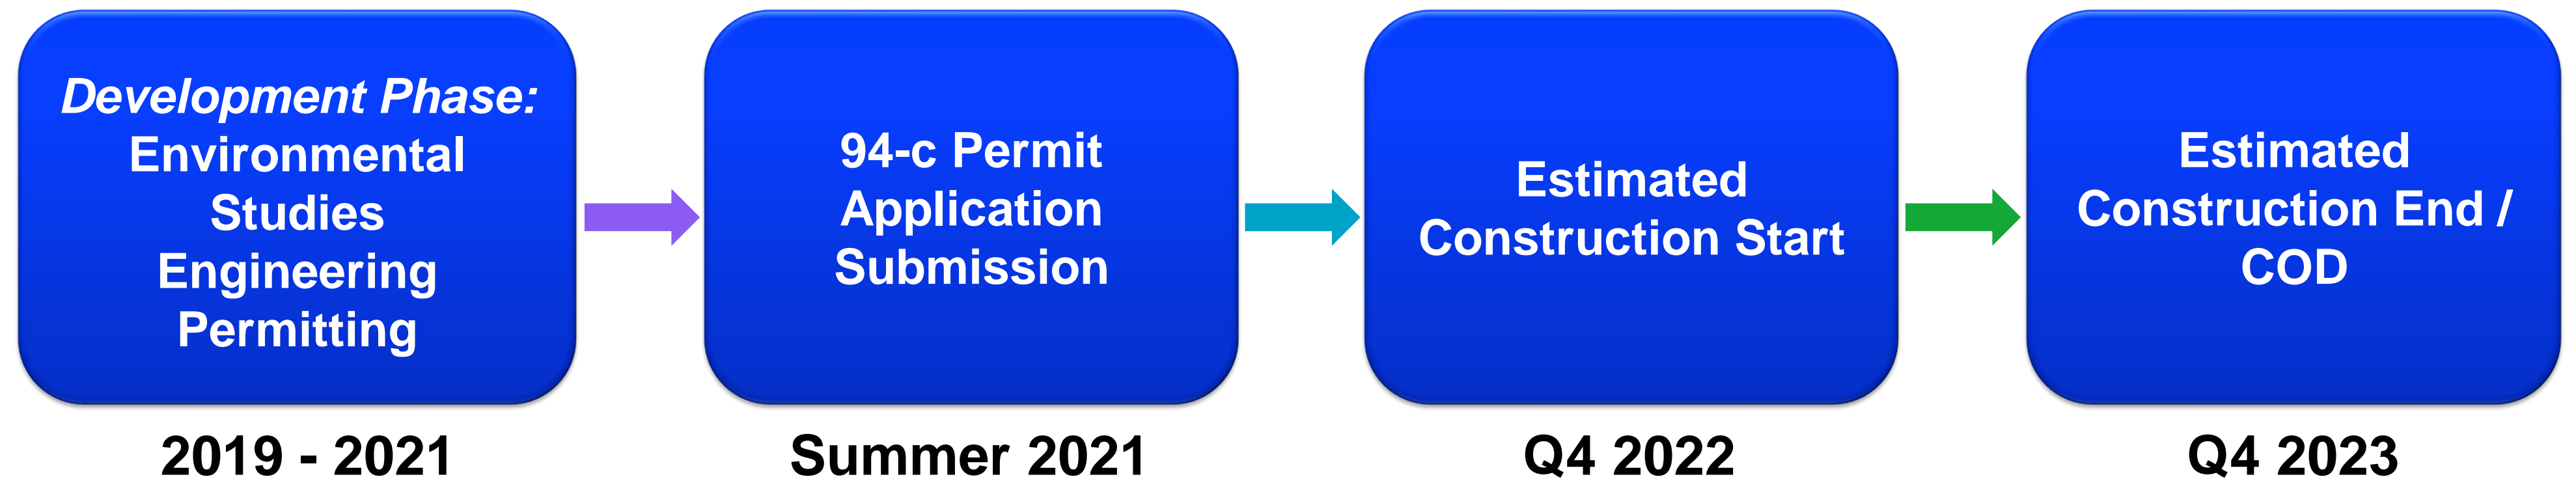 Development Phase:
Environmental
Studies
Engineering
Permitting
2019 - 2021
94-c Permit
Application
Submission
Summer 2021
Estimated
Construction Start
Q4 2022
Estimated
Construction End /
COD
Q4 2023